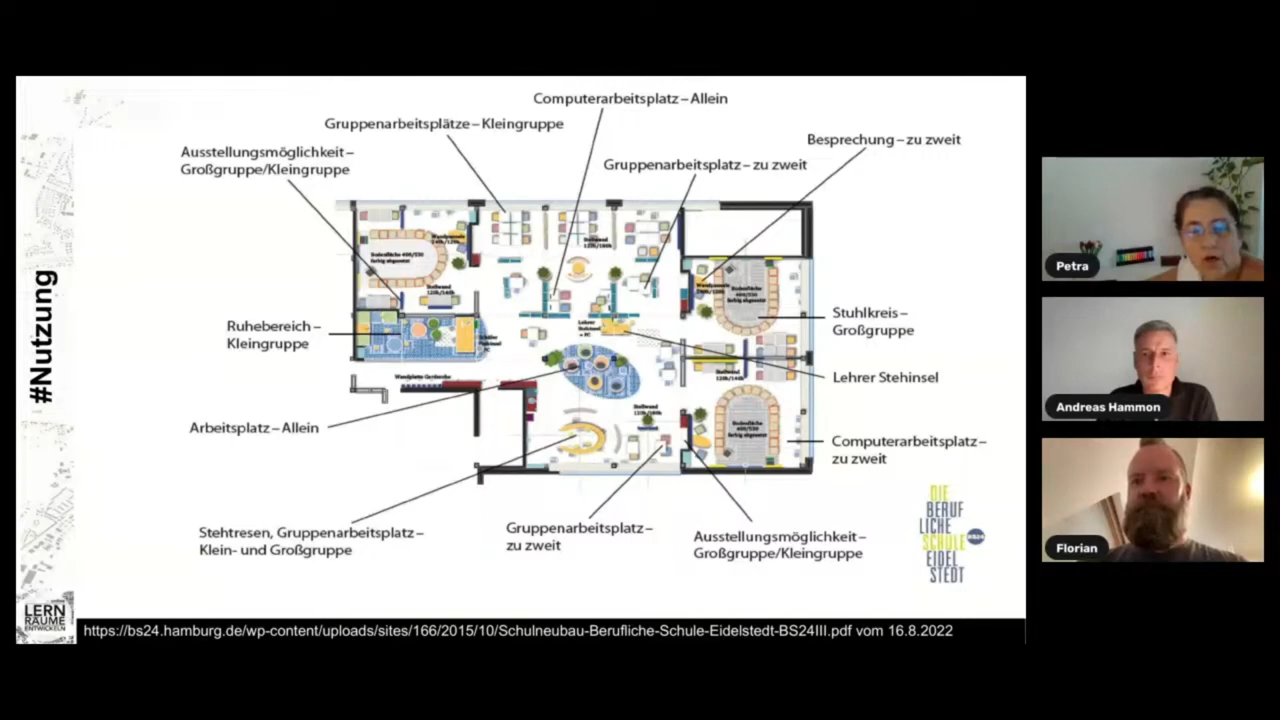 #Nutzung
Computerarbeitsplatz – Allein
Gruppenarbeitsplätze – Kleingruppe
Besprechung – zu zweit
Ausstellungsmöglichkeit –
Großgruppe/Kleingruppe
Gruppenarbeitsplatz – zu zweit
Ruhebereich –
Kleingruppe
Stuhlkreis –
Großgruppe
Lehrer Stehinsel
Arbeitsplatz – Allein
Computerarbeitsplatz –
zu zweit
Stehtresen, Gruppenarbeitsplatz –
Klein- und Großgruppe
Gruppenarbeitsplatz –
zu zweit
Ausstellungsmöglichkeit –
Großgruppe/Kleingruppe
DIE
BERUF
LICHE
SCHULE
EIDEL
STEDT
LERN
RÄUME
ENTWICKELN
https://bs24.hamburg.de/wp-content/uploads/sites/166/2015/10/Schulneubau-Berufliche-Schule-Eidelstedt-BS24III.pdf vom 16.8.2022
Petra
Andreas Hammon
Florian